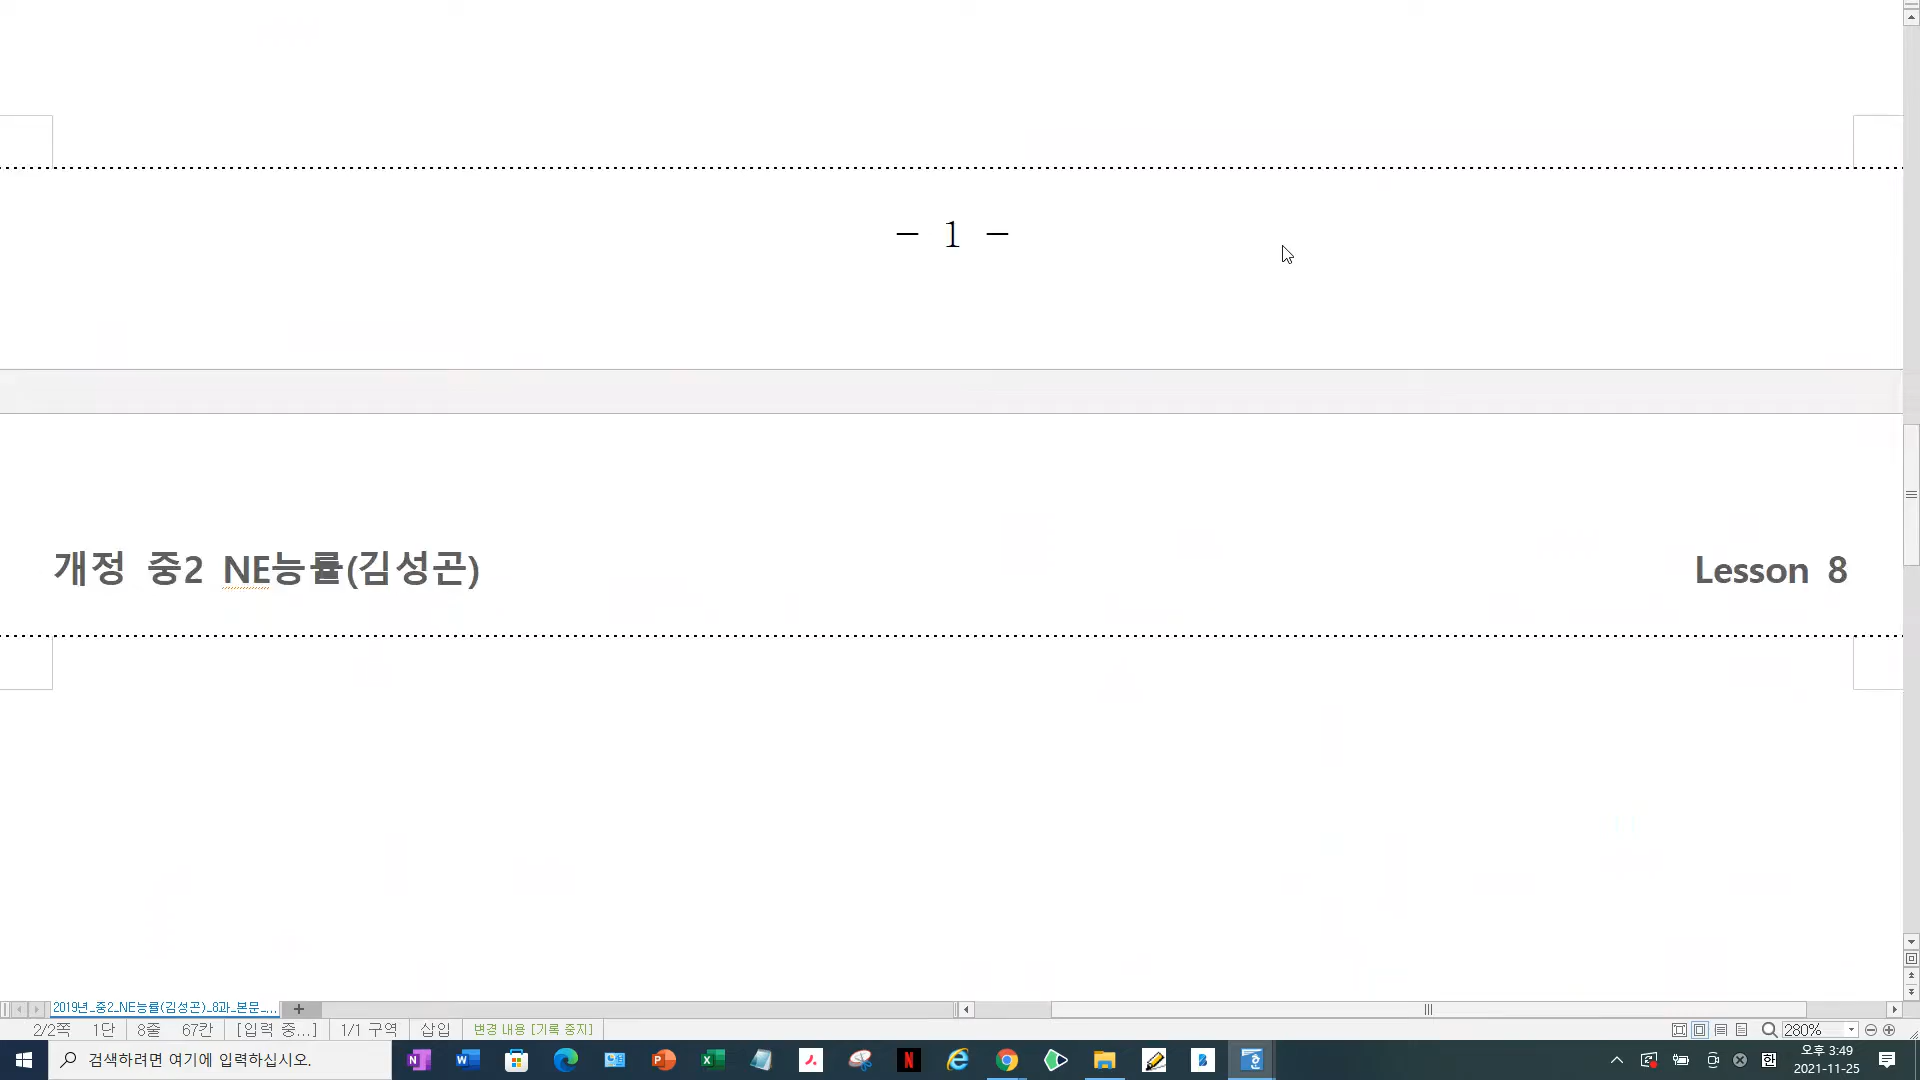 - 1 -
개정 중2 NE능률(김성곤)
Lesson 8
2019년_중2_NE능률(김성곤)_8과_본문_...
2/2쪽 1단 8줄 67칸 [입력 중...] 1/1 구역 삽입 변경 내용 [기록 중지]
280%
검색하려면 여기에 입력하십시오.
오후 3:49
2021-11-25